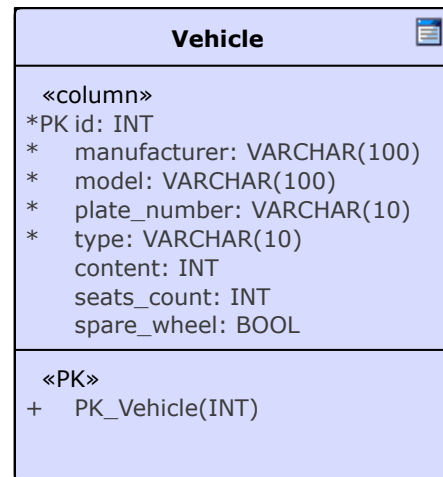 Vehicle
«column»
*PK id: INT
* manufacturer: VARCHAR(100)
* model: VARCHAR(100)
* plate_number: VARCHAR(10)
* type: VARCHAR(10)
content: INT
seats_count: INT
spare_wheel: BOOL
«PK»
+ PK_Vehicle(INT)